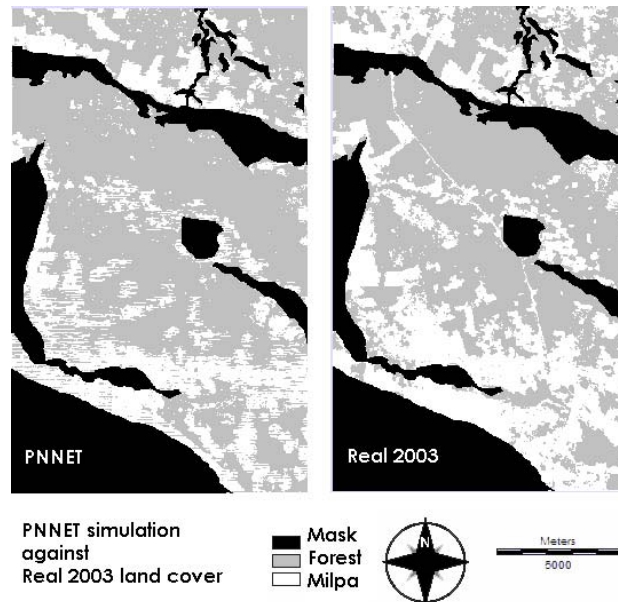 PNNET
Real 2003
PNNET simulation
against
Real 2003 land cover
Mask
Forest
Milpa
N
Meters
5000